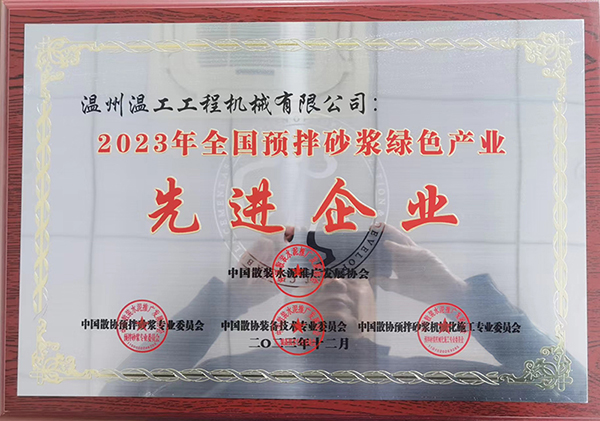 温州温工工程机械有限公司：
2023年全国预拌砂浆绿色产业
先进企业
中国散装水泥推广发展协会
中国散协预拌砂浆专业委员会 中国散协装备技术专业委员会 中国散协预拌砂浆机械化施工专业委员会
二〇二三年十二月